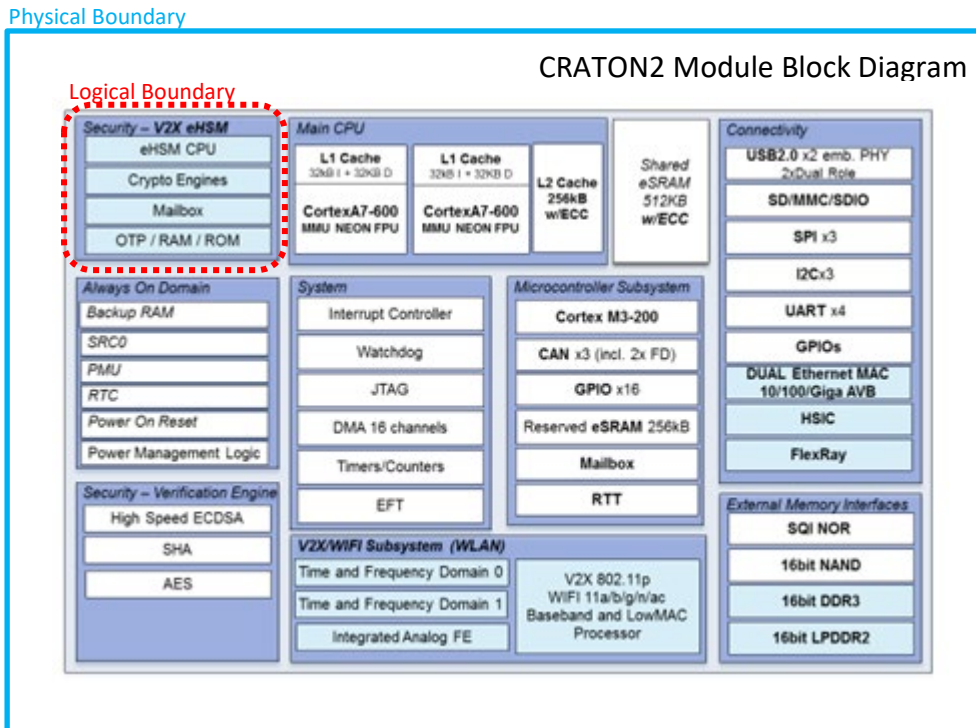 Physical Boundary
CRATON2 Module Block Diagram
Logical Boundary
Security – V2X eHSM
eHSM CPU
Crypto Engines
Mailbox
OTP / RAM / ROM
Main CPU
L1 Cache
32kB I + 32KB D
CortexA7-600
MMU NEON FPU
L1 Cache
32kB I + 32KB D
CortexA7-600
MMU NEON FPU
L2 Cache
256kB
w/ECC
Shared
eSRAM
512KB
w/ECC
Connectivity
USB2.0 x2 emb. PHY
2xDual Role
SD/MMC/SDIO
SPI x3
I2Cx3
UART x4
GPIOs
DUAL Ethernet MAC
10/100/Giga AVB
HSIC
FlexRay
Always On Domain
Backup RAM
SRC0
PMU
RTC
Power On Reset
Power Management Logic
System
Interrupt Controller
Watchdog
JTAG
DMA 16 channels
Timers/Counters
EFT
Microcontroller Subsystem
Cortex M3-200
CAN x3 (incl. 2x FD)
GPIO x16
Reserved eSRAM 256kB
Mailbox
RTT
Security – Verification Engine
High Speed ECDSA
SHA
AES
V2X/WIFI Subsystem (WLAN)
Time and Frequency Domain 0
Time and Frequency Domain 1
Integrated Analog FE
V2X 802.11p
WIFI 11a/b/g/n/ac
Baseband and LowMAC
Processor
External Memory Interfaces
SQI NOR
16bit NAND
16bit DDR3
16bit LPDDR2